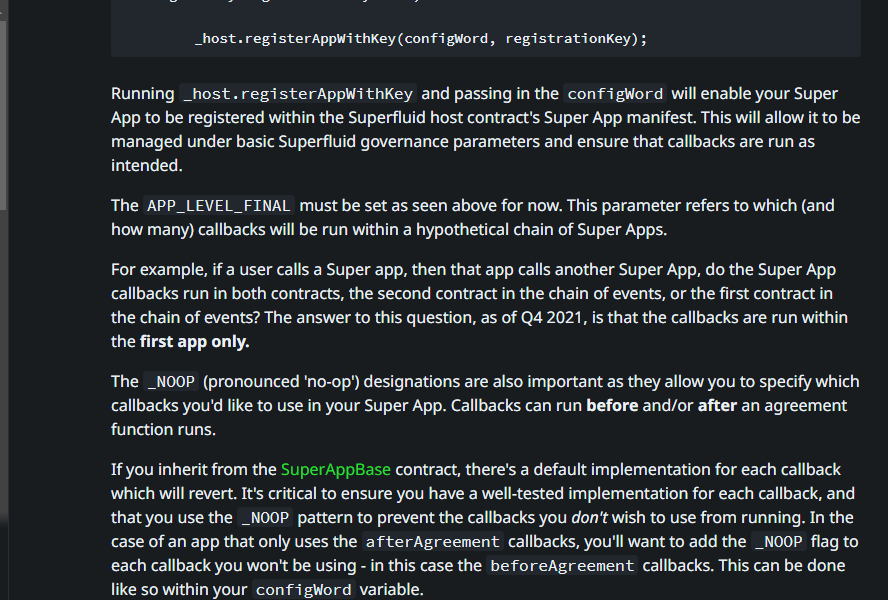 _host.registerAppWithKey(configWord, registrationKey);
Running _host.registerAppWithKey and passing in the configWord will enable your Super
App to be registered within the Superfluid host contract's Super App manifest. This will allow it to be
managed under basic Superfluid governance parameters and ensure that callbacks are run as
intended.
The APP_LEVEL_FINAL must be set as seen above for now. This parameter refers to which (and
how many) callbacks will be run within a hypothetical chain of Super Apps.
For example, if a user calls a Super app, then that app calls another Super App, do the Super App
callbacks run in both contracts, the second contract in the chain of events, or the first contract in
the chain of events? The answer to this question, as of Q4 2021, is that the callbacks are run within
the first app only.
The _NOOP (pronounced 'no-op') designations are also important as they allow you to specify which
callbacks you'd like to use in your Super App. Callbacks can run before and/or after an agreement
function runs.
If you inherit from the SuperAppBase contract, there's a default implementation for each callback
which will revert. It's critical to ensure you have a well-tested implementation for each callback, and
that you use the _NOOP pattern to prevent the callbacks you don't wish to use from running. In the
case of an app that only uses the afterAgreement callbacks, you'll want to add the _NOOP flag to
each callback you won't be using - in this case the beforeAgreement callbacks. This can be done
like so within your configWord variable.